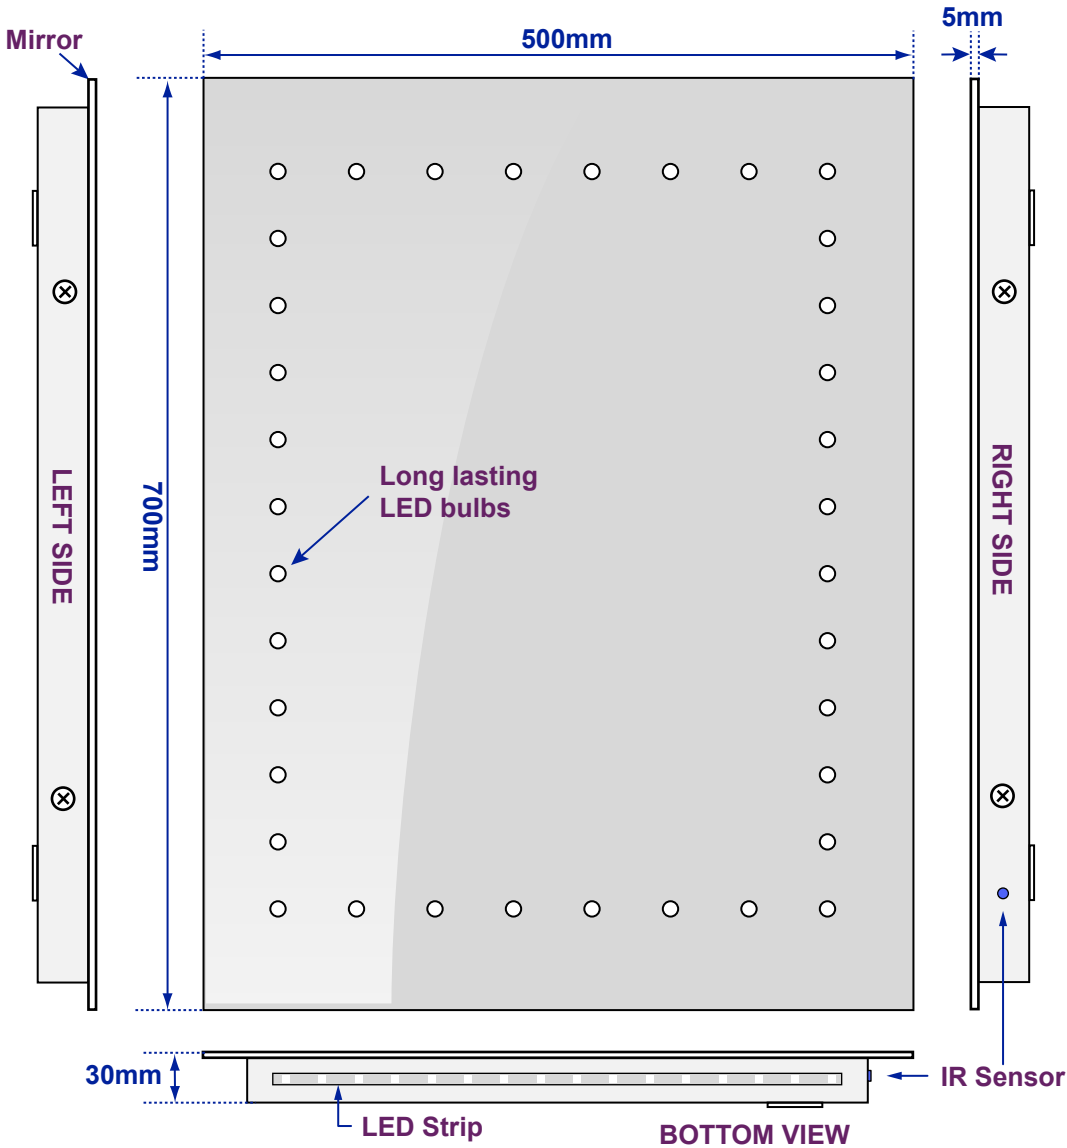 5mm
500mm
Mirror
Long lasting
LED bulbs
LEFT SIDE
700mm
RIGHT SIDE
30mm
IR Sensor
LED Strip
BOTTOM VIEW